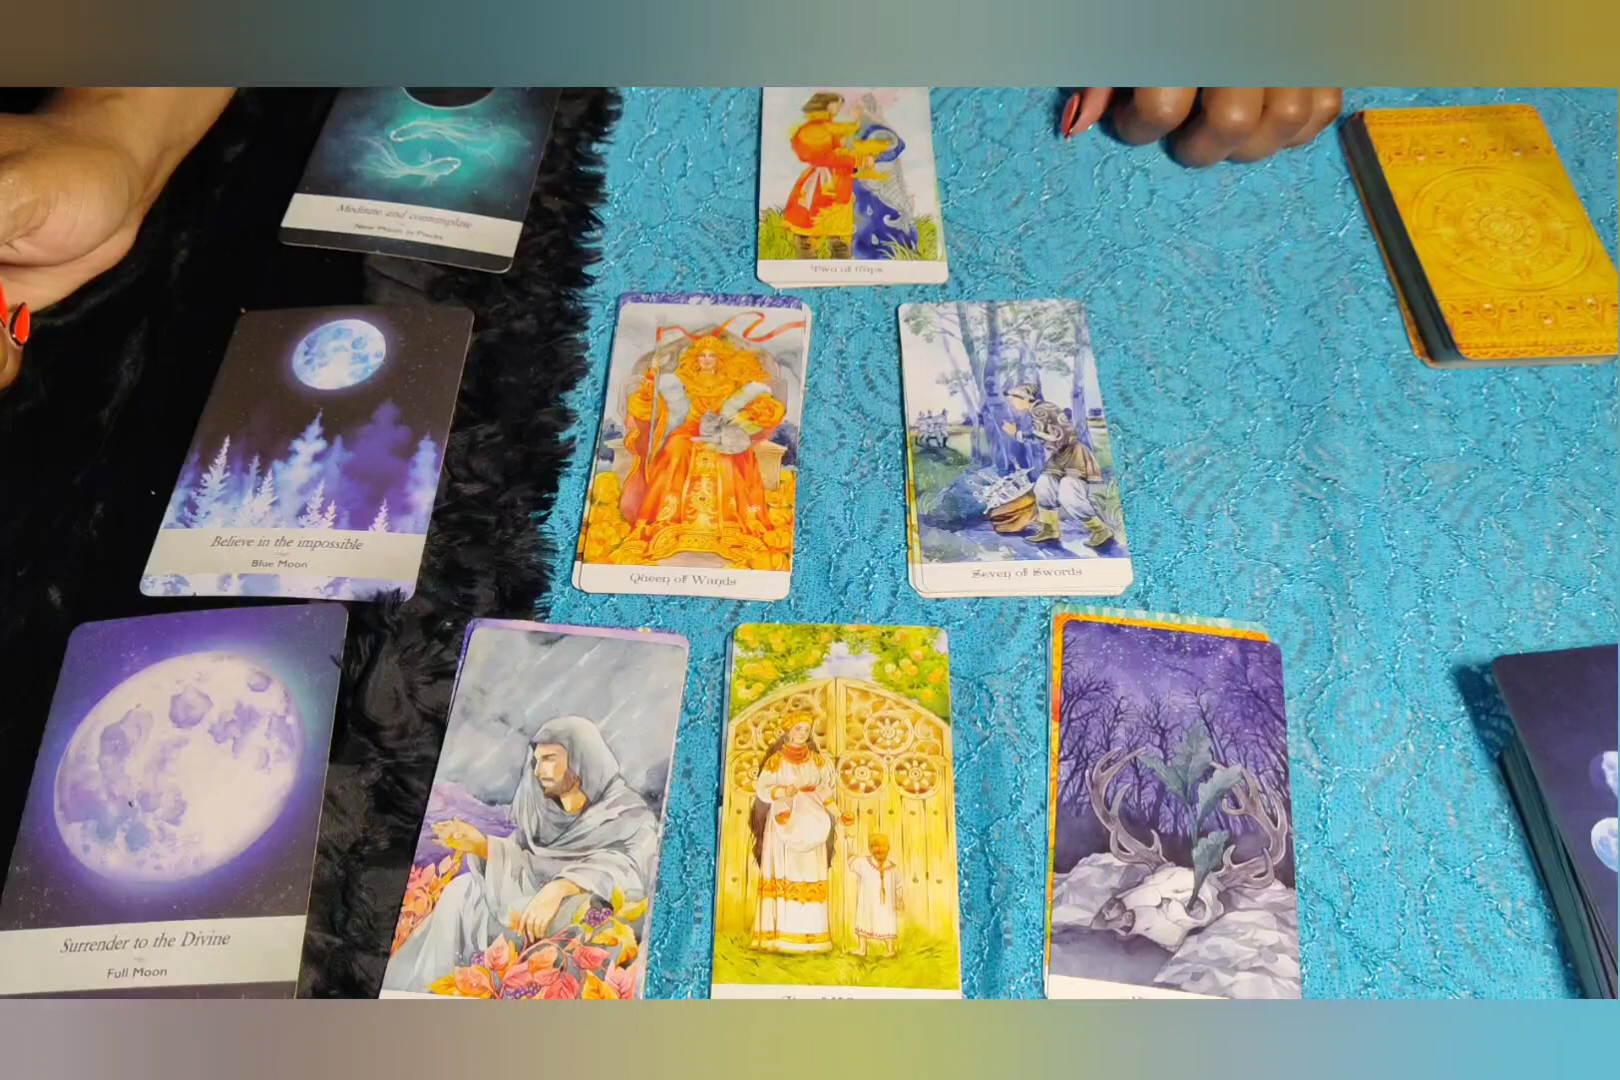 Meditate and contemplate
New Moon in Pisces
Two of Cups
Believe in the impossible
Blue Moon
Queen of Wands
Seven of Swords
Surrender to the Divine
Full Moon